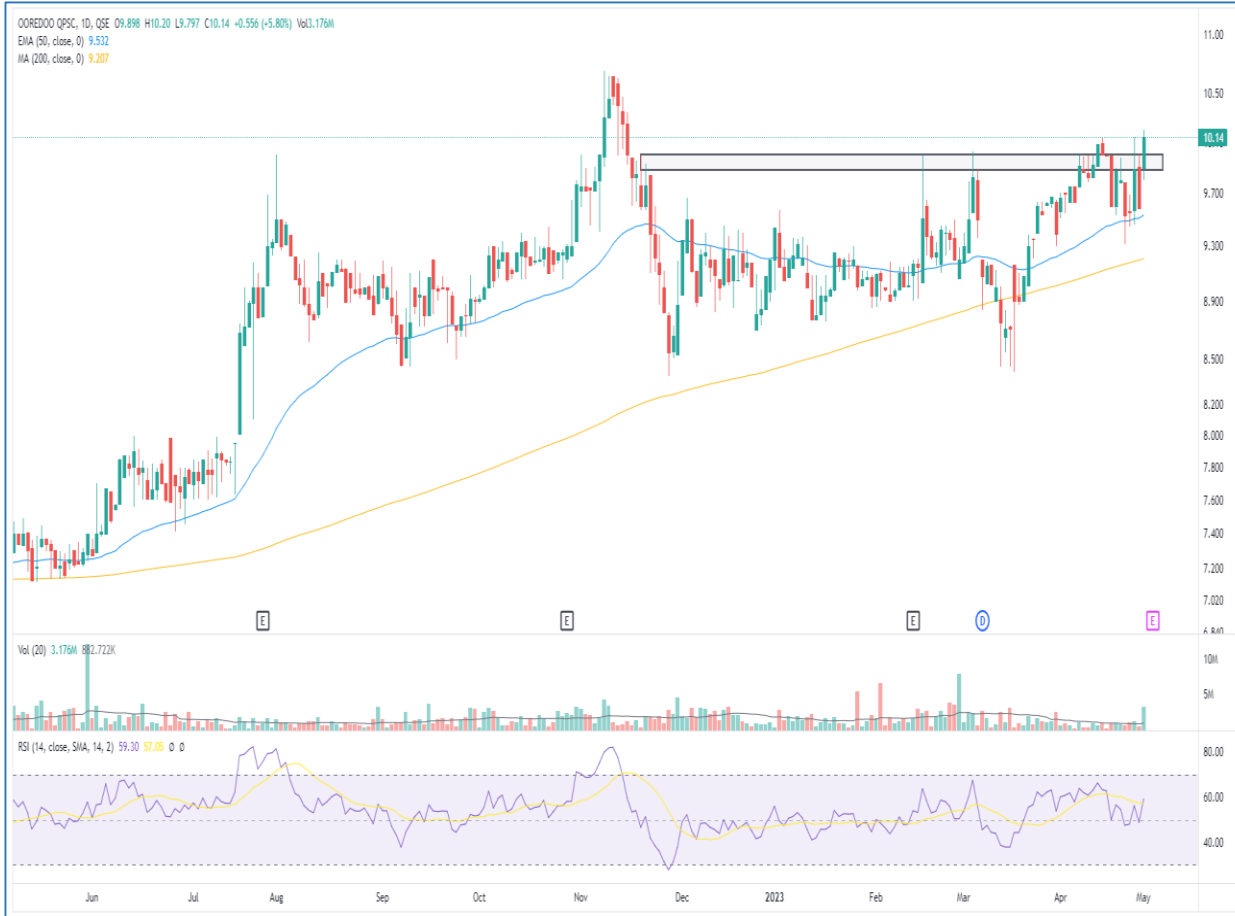 OOREDOO QPSC, 1D, QSE O9.898 H10.20 L9.797 C10.14 +0.556 (+5.80%) Vol3.176M
EMA (50, close, 0) 9.532
MA (200, close, 0) 9.207
11.00
10.50
10.14
9.700
9.300
8.900
8.500
8.200
8.000
7.800
7.600
7.400
7.200
7.020
6.840
E
E
E
D
E
Vol (20) 3.176M 882.722K
10M
5M
RSI (14, close, SMA, 14, 2) 59.30 57.05 Ø Ø
80.00
60.00
40.00
Jun Jul Aug Sep Oct Nov Dec 2023 Feb Mar Apr May